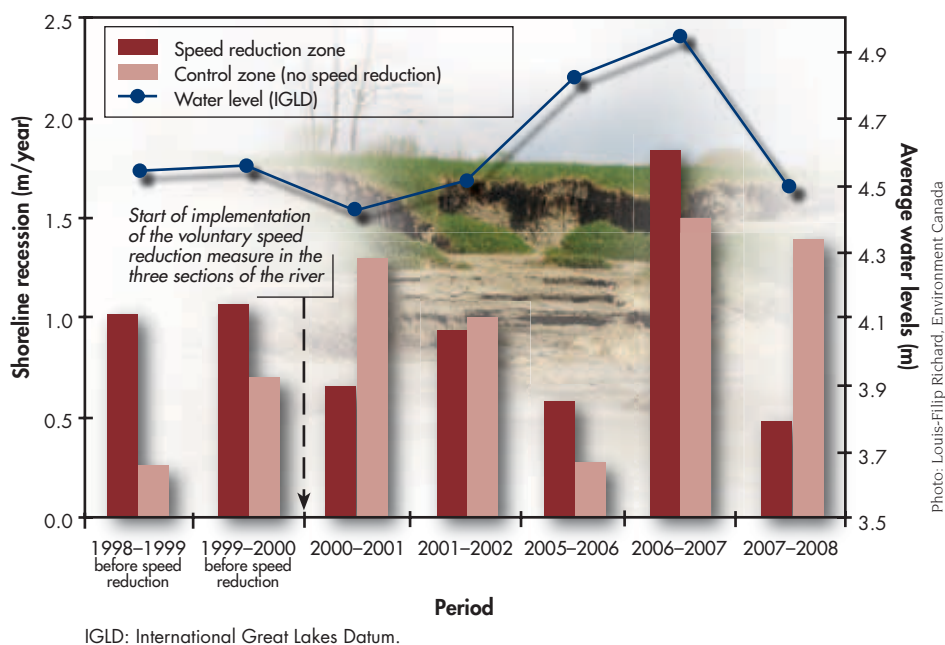 2.5
2.0
1.5
1.0
0.5
0.0
Shoreline recession (m/year)
Speed reduction zone
Control zone (no speed reduction)
Water level (IGLD)
Start of implementation
of the voluntary speed
reduction measure in the
three sections of the river
4.9
4.7
4.5
4.3
4.1
3.9
3.7
3.5
Average water levels (m)
Photo: Louis-Filip Richard, Environment Canada
1998–1999
before speed
reduction
1999–2000
before speed
reduction
2000–2001
2001–2002
2005–2006
2006–2007
2007–2008
Period
IGLD: International Great Lakes Datum.